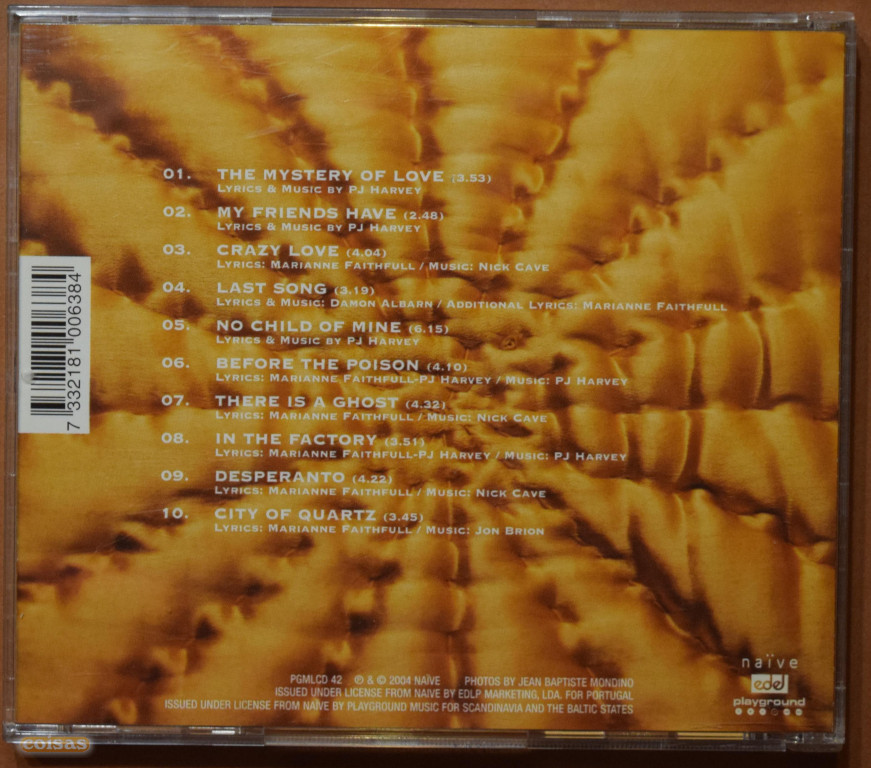 01. THE MYSTERY OF LOVE (3.53)
LYRICS & MUSIC BY PJ HARVEY
02. MY FRIENDS HAVE (2.48)
LYRICS & MUSIC BY PJ HARVEY
03. CRAZY LOVE (4.04)
LYRICS: MARIANNE FAITHFULL / MUSIC: NICK CAVE
04. LAST SONG (3.19)
LYRICS & MUSIC: DAMON ALBARN / ADDITIONAL LYRICS: MARIANNE FAITHFULL
05. NO CHILD OF MINE (6.15)
LYRICS & MUSIC BY PJ HARVEY
06. BEFORE THE POISON (4.10)
LYRICS: MARIANNE FAITHFULL-PJ HARVEY / MUSIC: PJ HARVEY
07. THERE IS A GHOST (4.32)
LYRICS: MARIANNE FAITHFULL / MUSIC: NICK CAVE
08. IN THE FACTORY (3.51)
LYRICS: MARIANNE FAITHFULL-PJ HARVEY / MUSIC: PJ HARVEY
09. DESPERANTO (4.22)
LYRICS: MARIANNE FAITHFULL / MUSIC: NICK CAVE
10. CITY OF QUARTZ (3.45)
LYRICS: MARIANNE FAITHFULL / MUSIC: JON BRION
7 332181 006384
PGMLCD 42 ℗ & © 2004 NAÏVE PHOTOS BY JEAN BAPTISTE MONDINO
ISSUED UNDER LICENSE FROM NAIVE BY EDLP MARKETING, LDA. FOR PORTUGAL
ISSUED UNDER LICENSE FROM NAIVE BY PLAYGROUND MUSIC FOR SCANDINAVIA AND THE BALTIC STATES
naïve
edel
playground
coisas